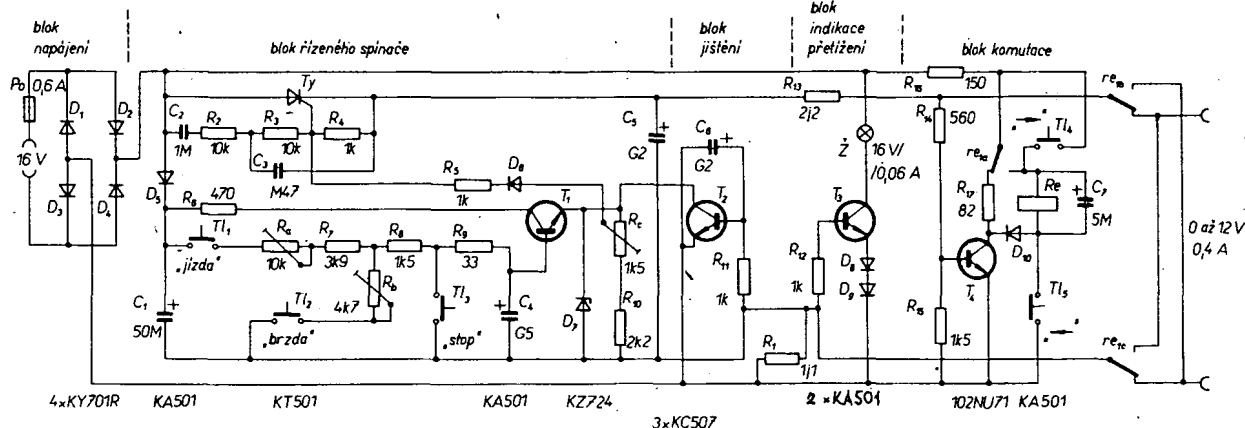 blok
napájení
blok řízeného spínače
blok
jištění
blok
indikace
přetížení
blok komutace
Po 0,6 A
D1
D2
16 V
D3
D4
C2
1M
R2
10k
Ty
R3
10k
R4
1k
C3
M47
D5
R6
470
R5
1k
D6
T1
Tl1
„jízda"
Ra
10k
R7
3k9
R8
1k5
R9
33
Rb
4k7
Tl2
„brzda"
Tl3
„stop"
C1
50M
C4
G5
D7
Rc
1k5
R10
2k2
C5
G2
C6
G2
T2
R11
1k
R1
1j1
R13
2j2
Ž
16 V/
/0,06 A
T3
R12
1k
D8
D9
150
R14
560
R15
1k5
re1a
R17
82
T4
D10
Tl4
Re
C7
5M
Tl5
re1b
re1c
0 až 12 V
0,4 A
4×KY701R
KA501
KT501
KA501
KZ724
3×KC507
2 ×KA501
102NU71
KA501